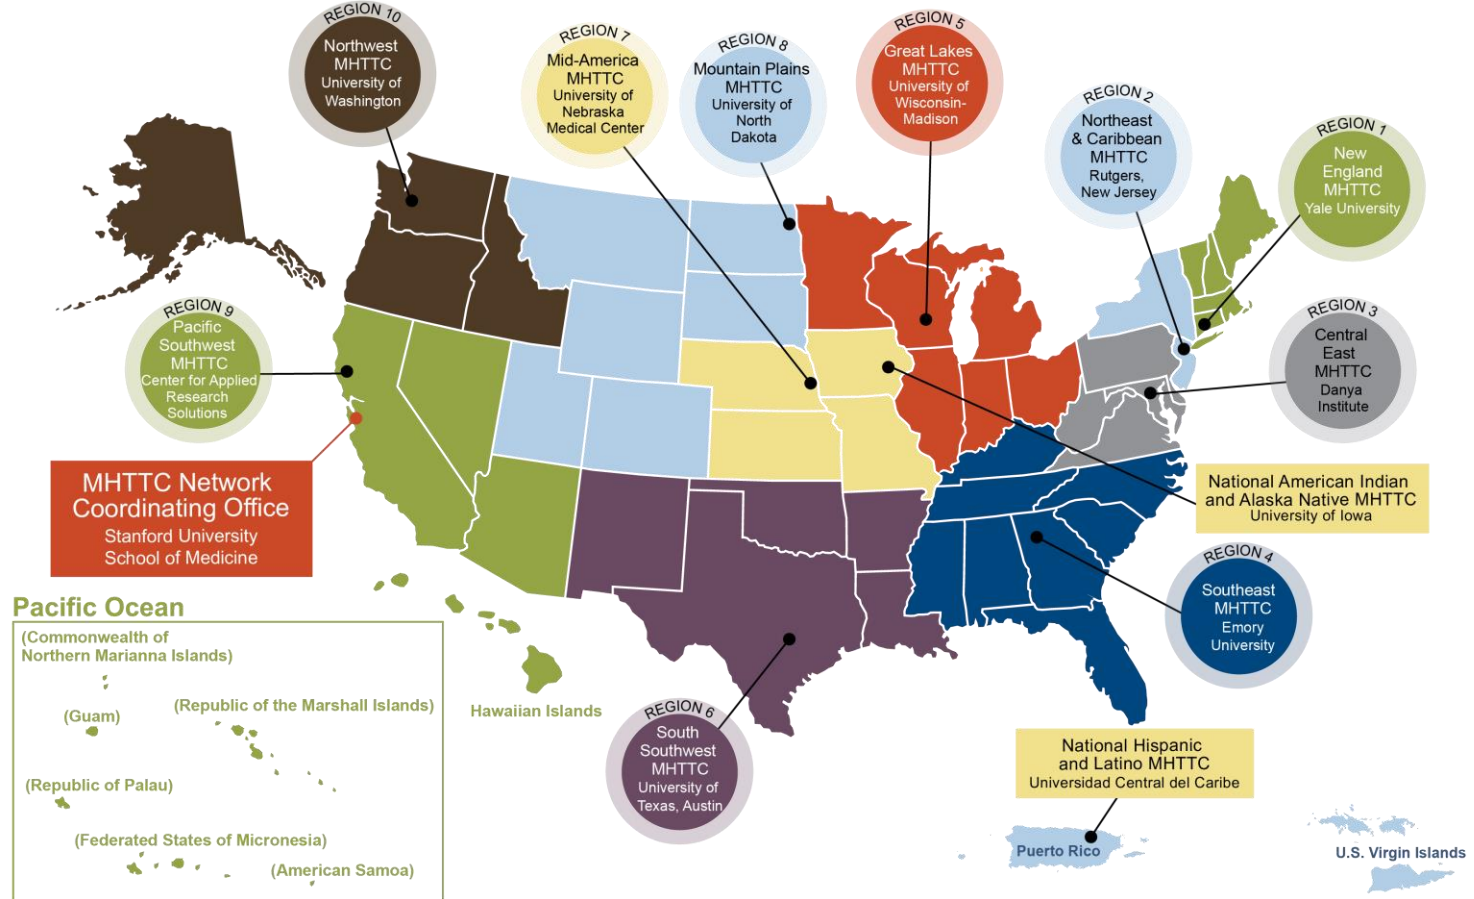 REGION 10
Northwest
MHTTC
University of
Washington
REGION 7
Mid-America
MHTTC
University of
Nebraska
Medical Center
REGION 8
Mountain Plains
MHTTC
University of
North
Dakota
REGION 5
Great Lakes
MHTTC
University of
Wisconsin-
Madison
REGION 2
Northeast
& Caribbean
MHTTC
Rutgers,
New Jersey
REGION 1
New
England
MHTTC
Yale University
REGION 9
Pacific
Southwest
MHTTC
Center for Applied
Research
Solutions
REGION 3
Central
East
MHTTC
Danya
Institute
MHTTC Network
Coordinating Office
Stanford University
School of Medicine
National American Indian
and Alaska Native MHTTC
University of Iowa
REGION 4
Southeast
MHTTC
Emory
University
Pacific Ocean
(Commonwealth of
Northern Marianna Islands)
(Guam)
(Republic of the Marshall Islands)
(Republic of Palau)
(Federated States of Micronesia)
(American Samoa)
Hawaiian Islands
REGION 6
South
Southwest
MHTTC
University of
Texas, Austin
National Hispanic
and Latino MHTTC
Universidad Central del Caribe
Puerto Rico
U.S. Virgin Islands